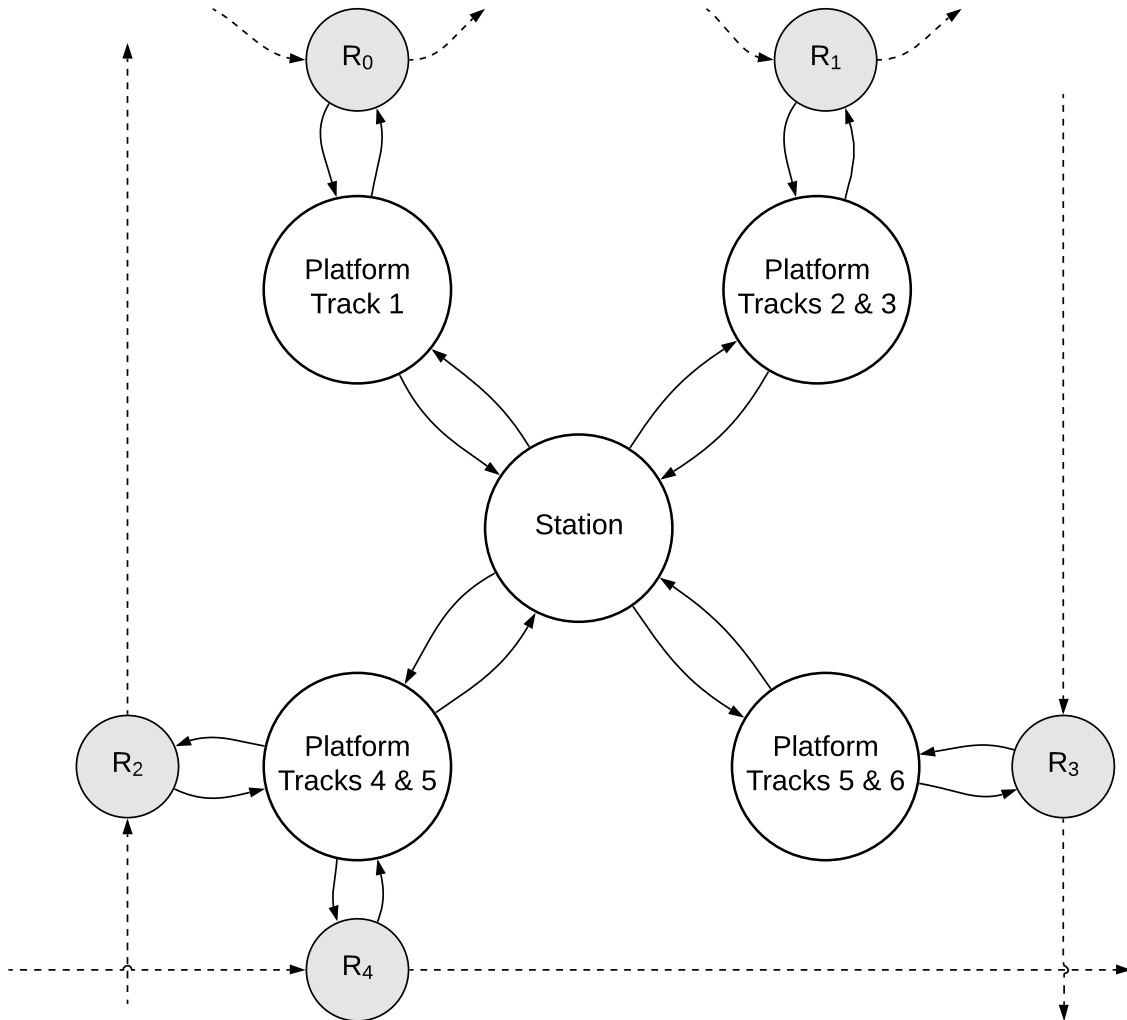 R₀
R₁
Platform
Track 1
Platform
Tracks 2 & 3
Station
R₂
Platform
Tracks 4 & 5
Platform
Tracks 5 & 6
R₃
R₄